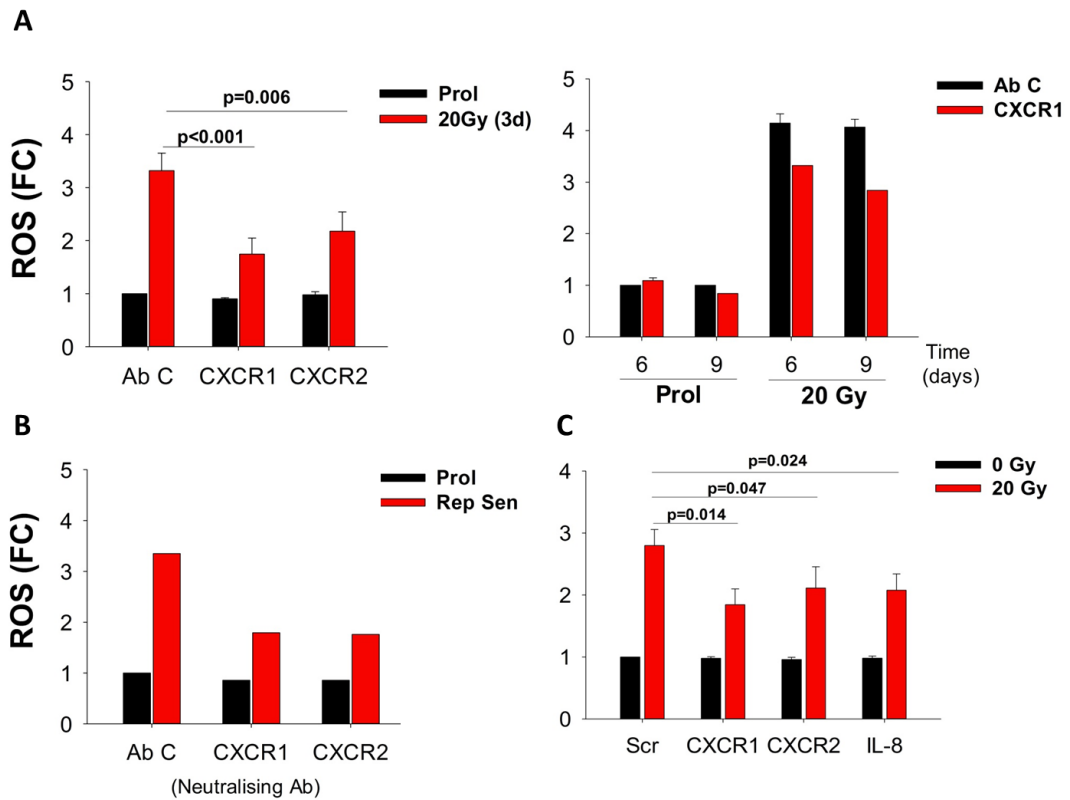 A
ROS (FC)
5
4
3
2
1
0
p=0.006
p<0.001
Prol
20Gy (3d)
Ab C CXCR1 CXCR2
5
4
3
2
1
0
Ab C
CXCR1
6 9 6 9
Time
(days)
Prol 20 Gy
B
ROS (FC)
5
4
3
2
1
0
Prol
Rep Sen
Ab C CXCR1 CXCR2
(Neutralising Ab)
C
4
3
2
1
0
p=0.024
p=0.047
p=0.014
0 Gy
20 Gy
Scr CXCR1 CXCR2 IL-8